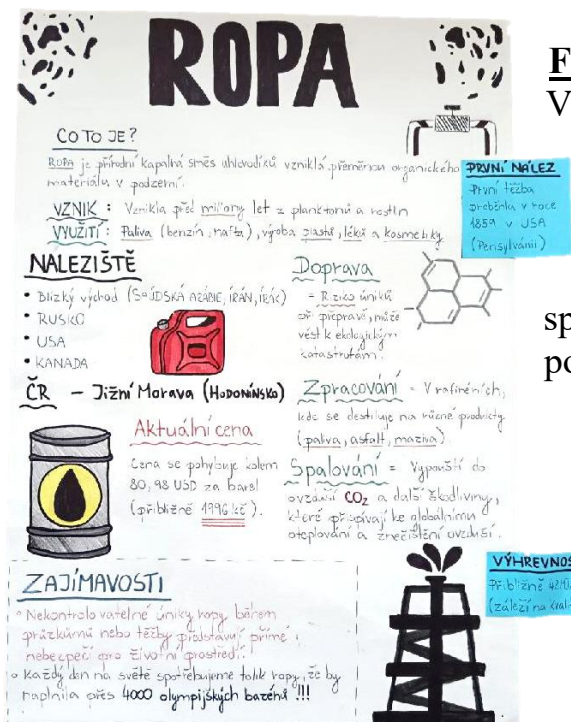 ROPA
CO TO JE?
ROPA je přírodní kapalná směs uhlovodíků vzniklá přeměnou organického
materiálu v podzemí.
VZNIK: Vznikla před miliony let z planktonů a rostlin
VYUŽITÍ: Paliva (benzín, nafta), výroba plastů, léků a kosmetiky
PRVNÍ NÁLEZ
První těžba
proběhla v roce
1859 v USA
(Pensylvánii)
NALEZIŠTĚ
• Blízký východ (SAÚDSKÁ ARÁBIE, ÍRÁN, IRÁK)
• RUSKO
• USA
• KANADA
ČR – Jižní Morava (HODONÍNSKO)
Doprava
= Riziko úniků
při přepravě, může
vést k ekologickým
katastrofám.
Zpracování = V rafinériích,
kde se destiluje na různé produkty
(paliva, asfalt, maziva).
Aktuální cena
Cena se pohybuje kolem
80,98 USD za barel
(přibližně 1996 kč).
Spalování = Vypouští do
ovzduší CO₂ a další škodliviny,
které přispívají ke globálnímu
oteplování a znečištění ovzduší.
ZAJÍMAVOSTI
Nekontrolovatelné úniky ropy během
průzkumů nebo těžby představují přímé
nebezpečí pro životní prostředí.
Každý den na světě spotřebujeme tolik ropy, že by
naplnila přes 4000 olympijských bazénů !!!
VÝHREVNOS
Přibližně
(záleží na kval
F
V
sp
po